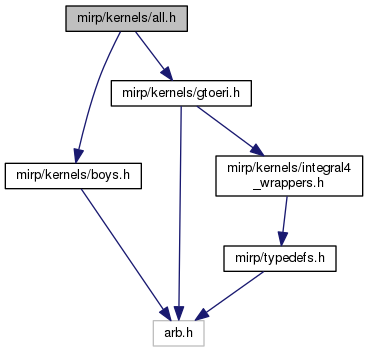 mirp/kernels/all.h
mirp/kernels/gtoeri.h
mirp/kernels/boys.h
mirp/kernels/integral4
_wrappers.h
mirp/typedefs.h
arb.h